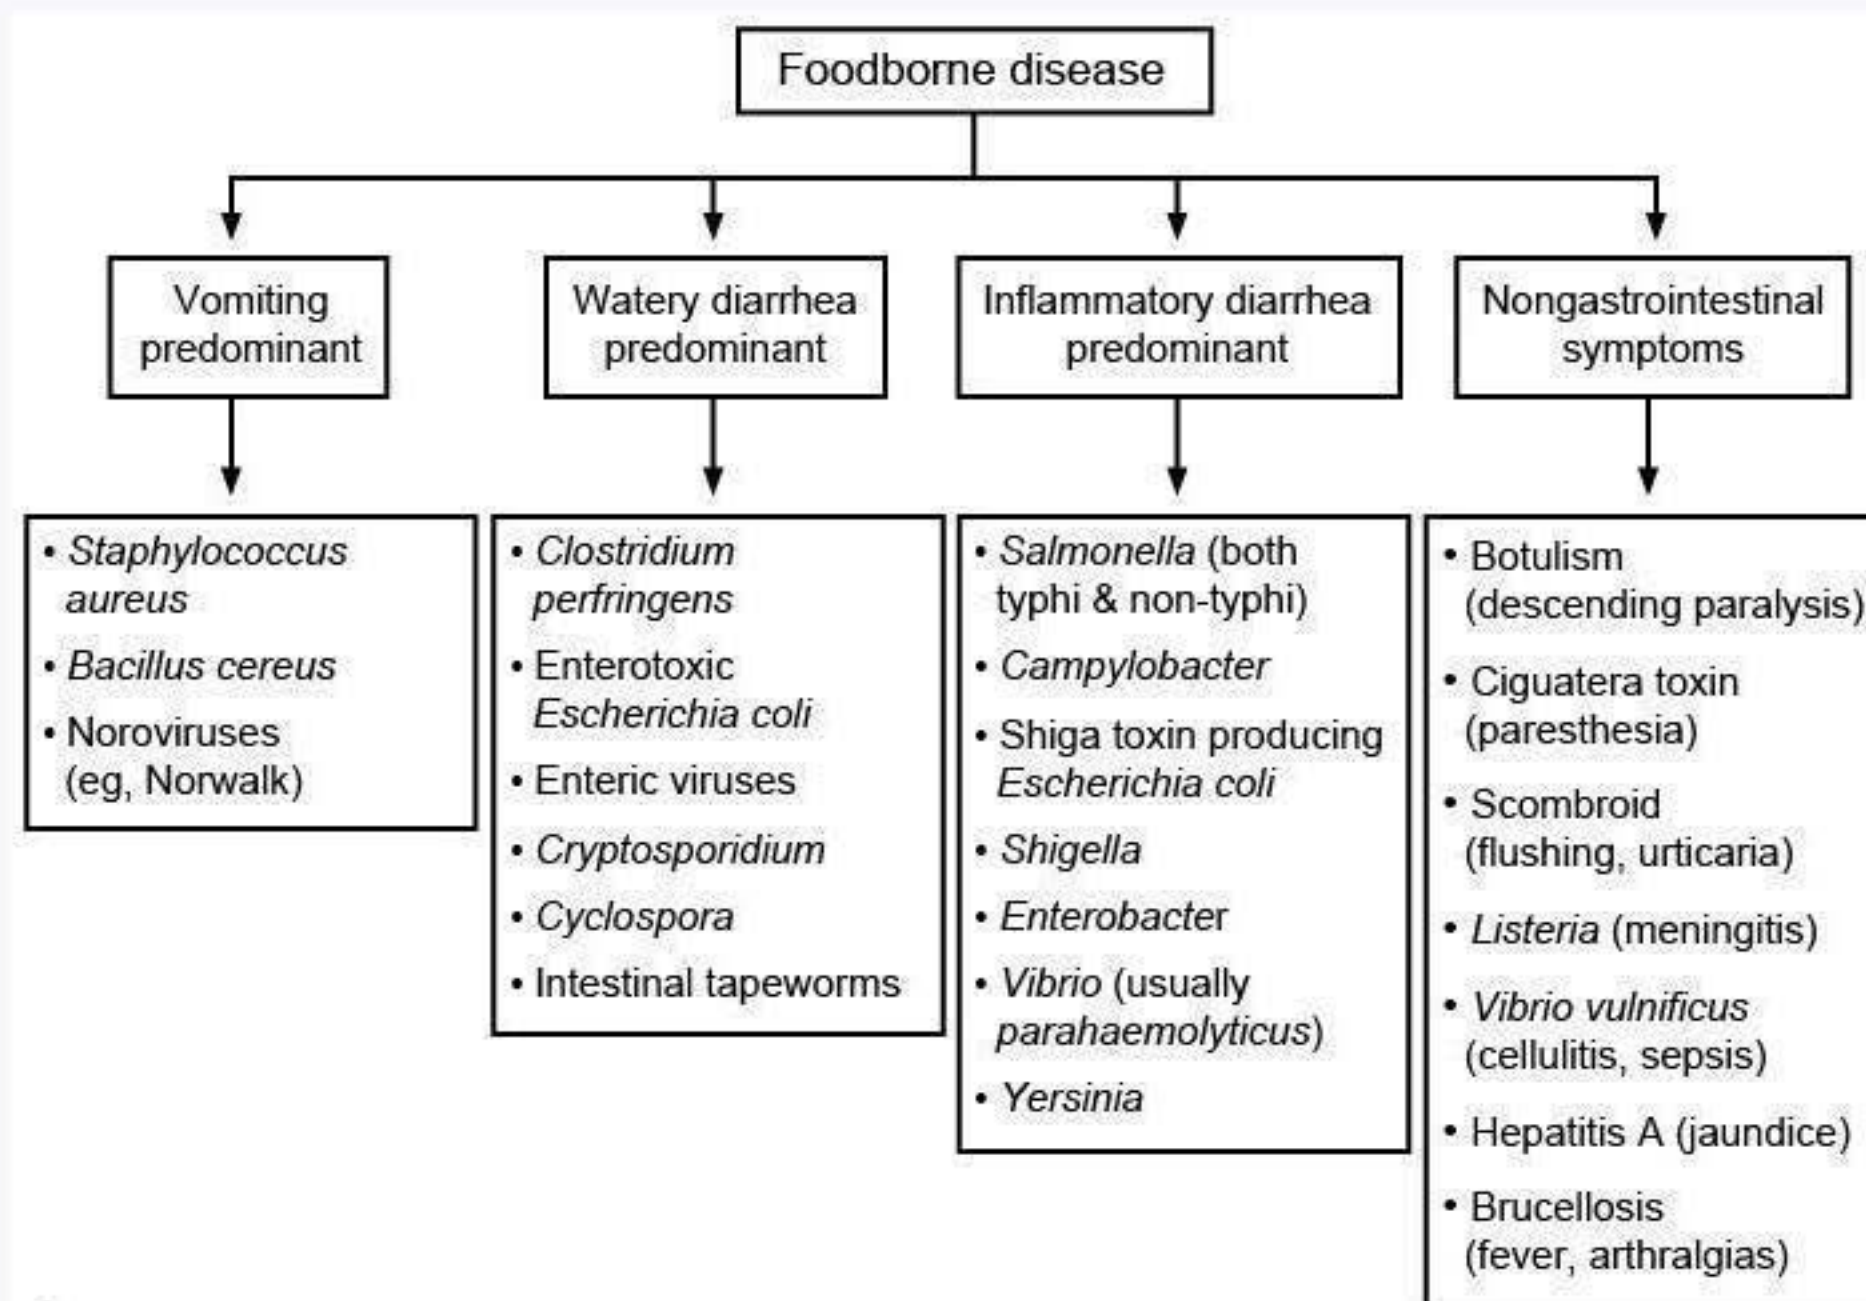 Foodborne disease
Vomiting
predominant
Watery diarrhea
predominant
Inflammatory diarrhea
predominant
Nongastrointestinal
symptoms
• Staphylococcus
aureus
• Bacillus cereus
• Noroviruses
(eg, Norwalk)
• Clostridium
perfringens
• Enterotoxic
Escherichia coli
• Enteric viruses
• Cryptosporidium
• Cyclospora
• Intestinal tapeworms
• Salmonella (both
typhi & non-typhi)
• Campylobacter
• Shiga toxin producing
Escherichia coli
• Shigella
• Enterobacter
• Vibrio (usually
parahaemolyticus)
• Yersinia
• Botulism
(descending paralysis)
• Ciguatera toxin
(paresthesia)
• Scombroid
(flushing, urticaria)
• Listeria (meningitis)
• Vibrio vulnificus
(cellulitis, sepsis)
• Hepatitis A (jaundice)
• Brucellosis
(fever, arthralgias)